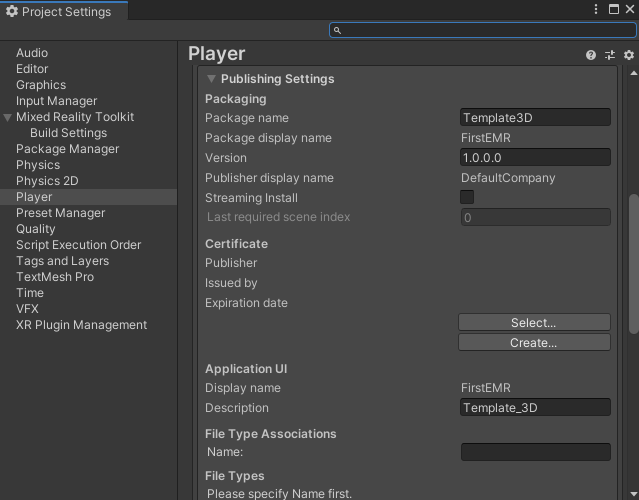 Project Settings
Player
Audio
Editor
Graphics
Input Manager
Mixed Reality Toolkit
Build Settings
Package Manager
Physics
Physics 2D
Player
Preset Manager
Quality
Script Execution Order
Tags and Layers
TextMesh Pro
Time
VFX
XR Plugin Management
Publishing Settings
Packaging
Package name Template3D
Package display name FirstEMR
Version 1.0.0.0
Publisher display name DefaultCompany
Streaming Install
Last required scene index 0
Certificate
Publisher
Issued by
Expiration date
Select...
Create...
Application UI
Display name FirstEMR
Description Template_3D
File Type Associations
Name:
File Types
Please specify Name first.